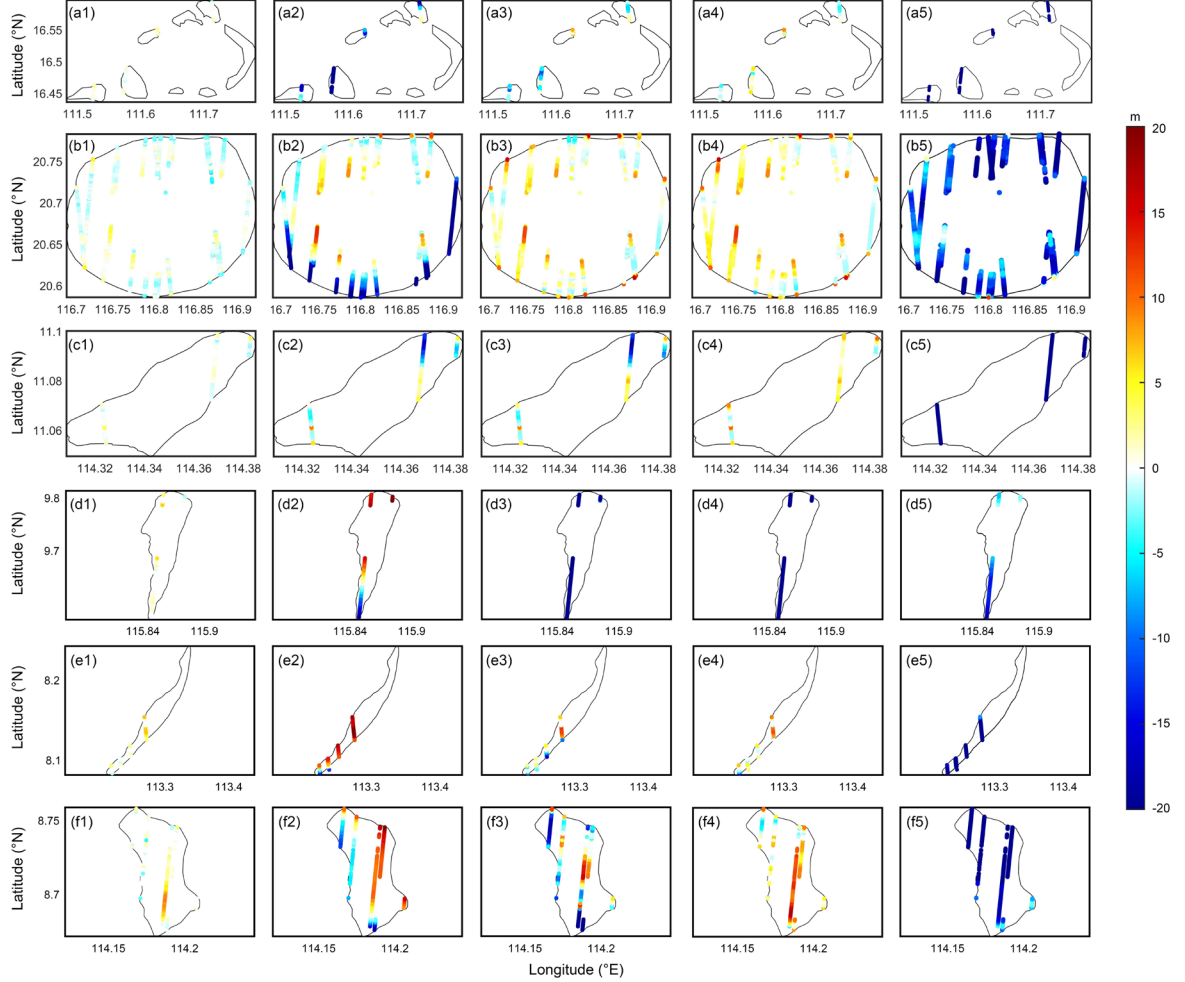 (a1) (a2) (a3) (a4) (a5)
Latitude (°N)
16.55
16.5
16.45
111.5 111.6 111.7 111.5 111.6 111.7 111.5 111.6 111.7 111.5 111.6 111.7 111.5 111.6 111.7
(b1) (b2) (b3) (b4) (b5)
Latitude (°N)
20.75
20.7
20.65
20.6
116.7 116.75 116.8 116.85 116.9 116.7 116.75 116.8 116.85 116.9 116.7 116.75 116.8 116.85 116.9 116.7 116.75 116.8 116.85 116.9 116.7 116.75 116.8 116.85 116.9
(c1) (c2) (c3) (c4) (c5)
Latitude (°N)
11.1
11.08
11.06
114.32 114.34 114.36 114.38 114.32 114.34 114.36 114.38 114.32 114.34 114.36 114.38 114.32 114.34 114.36 114.38 114.32 114.34 114.36 114.38
(d1) (d2) (d3) (d4) (d5)
Latitude (°N)
9.8
9.7
115.84 115.9 115.84 115.9 115.84 115.9 115.84 115.9 115.84 115.9
(e1) (e2) (e3) (e4) (e5)
Latitude (°N)
8.2
8.1
113.3 113.4 113.3 113.4 113.3 113.4 113.3 113.4 113.3 113.4
(f1) (f2) (f3) (f4) (f5)
Latitude (°N)
8.75
8.7
114.15 114.2 114.15 114.2 114.15 114.2 114.15 114.2 114.15 114.2
Longitude (°E)
m
20
15
10
5
0
-5
-10
-15
-20